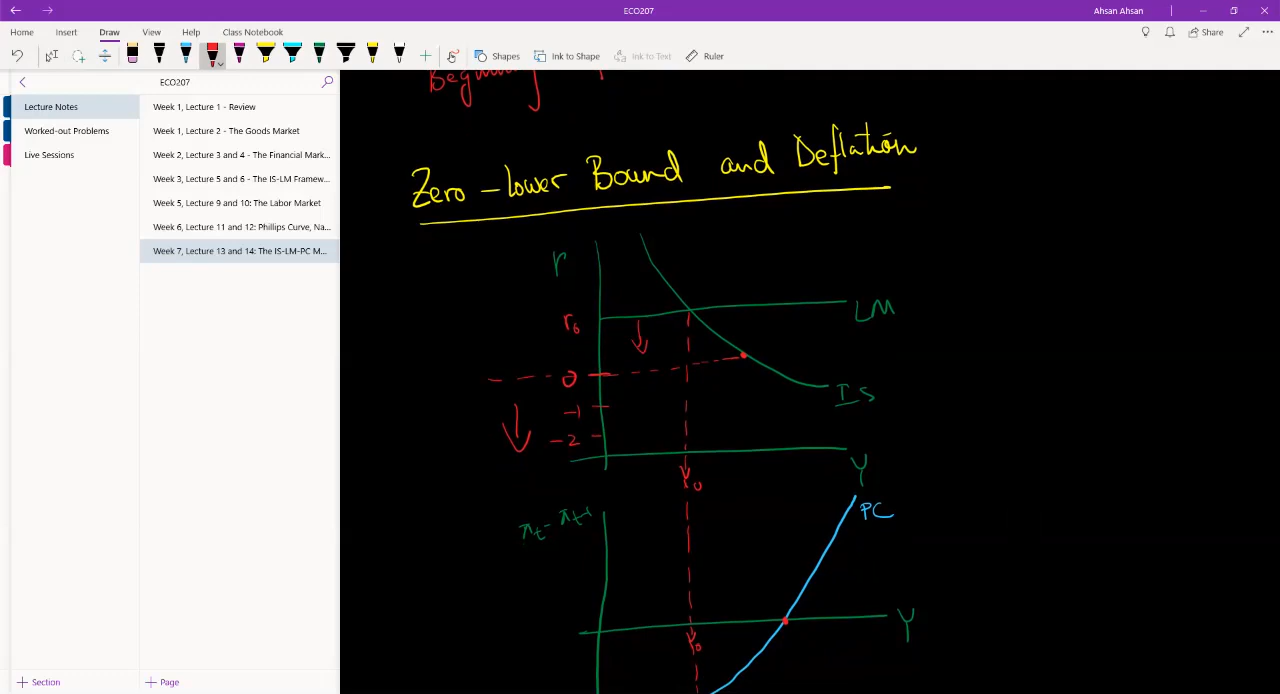 ECO207
Ahsan Ahsan
Home Insert Draw View Help Class Notebook
Share
Shapes Ink to Shape Ink to Text Ruler
ECO207
Lecture Notes
Worked-out Problems
Live Sessions
Week 1, Lecture 1 - Review
Week 1, Lecture 2 - The Goods Market
Week 2, Lecture 3 and 4 - The Financial Mark...
Week 3, Lecture 5 and 6 - The IS-LM Framew...
Week 5, Lecture 9 and 10: The Labor Market
Week 6, Lecture 11 and 12: Phillips Curve, Na...
Week 7, Lecture 13 and 14: The IS-LM-PC M...
Section
Page
Zero-lower Bound and Deflation
r
r₀
LM
0
IS
-1
-2
Y
Y₀
PC
πt - πt-1
Y
Y₀